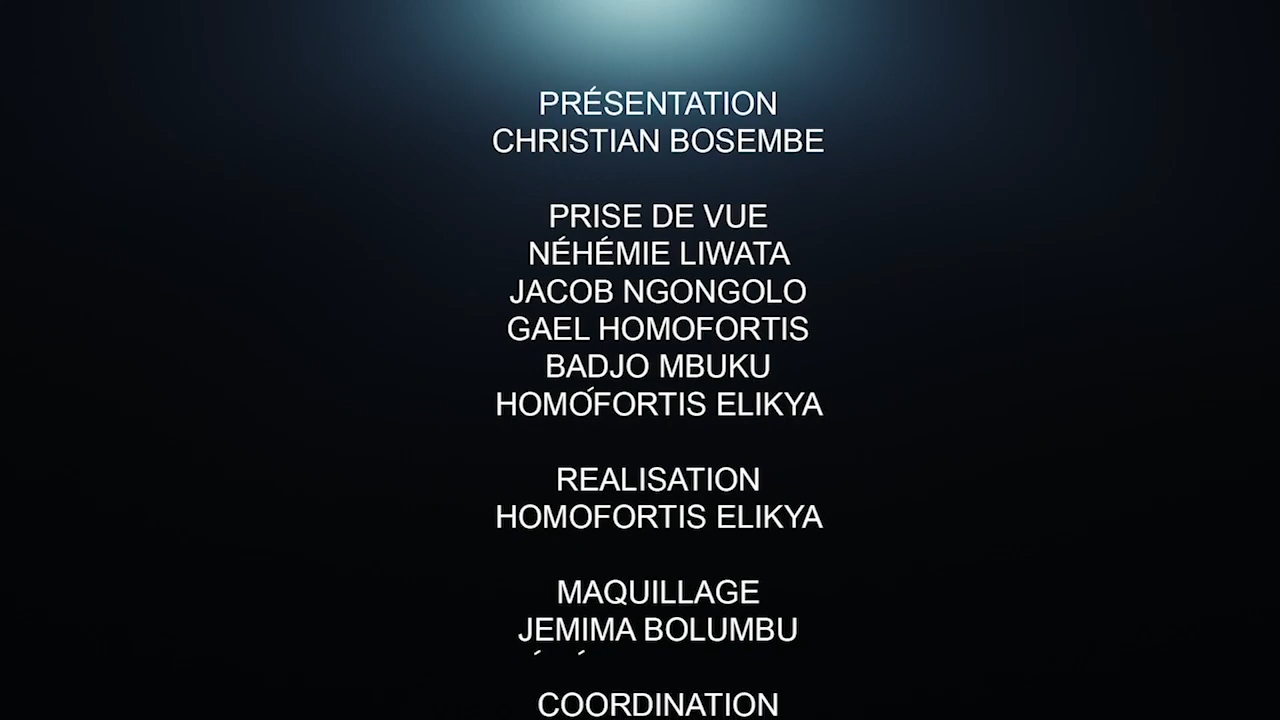 PRÉSENTATION
CHRISTIAN BOSEMBE
PRISE DE VUE
NÉHÉMIE LIWATA
JACOB NGONGOLO
GAEL HOMOFORTIS
BADJO MBUKU
HOMOFORTIS ELIKYA
REALISATION
HOMOFORTIS ELIKYA
MAQUILLAGE
JEMIMA BOLUMBU
COORDINATION